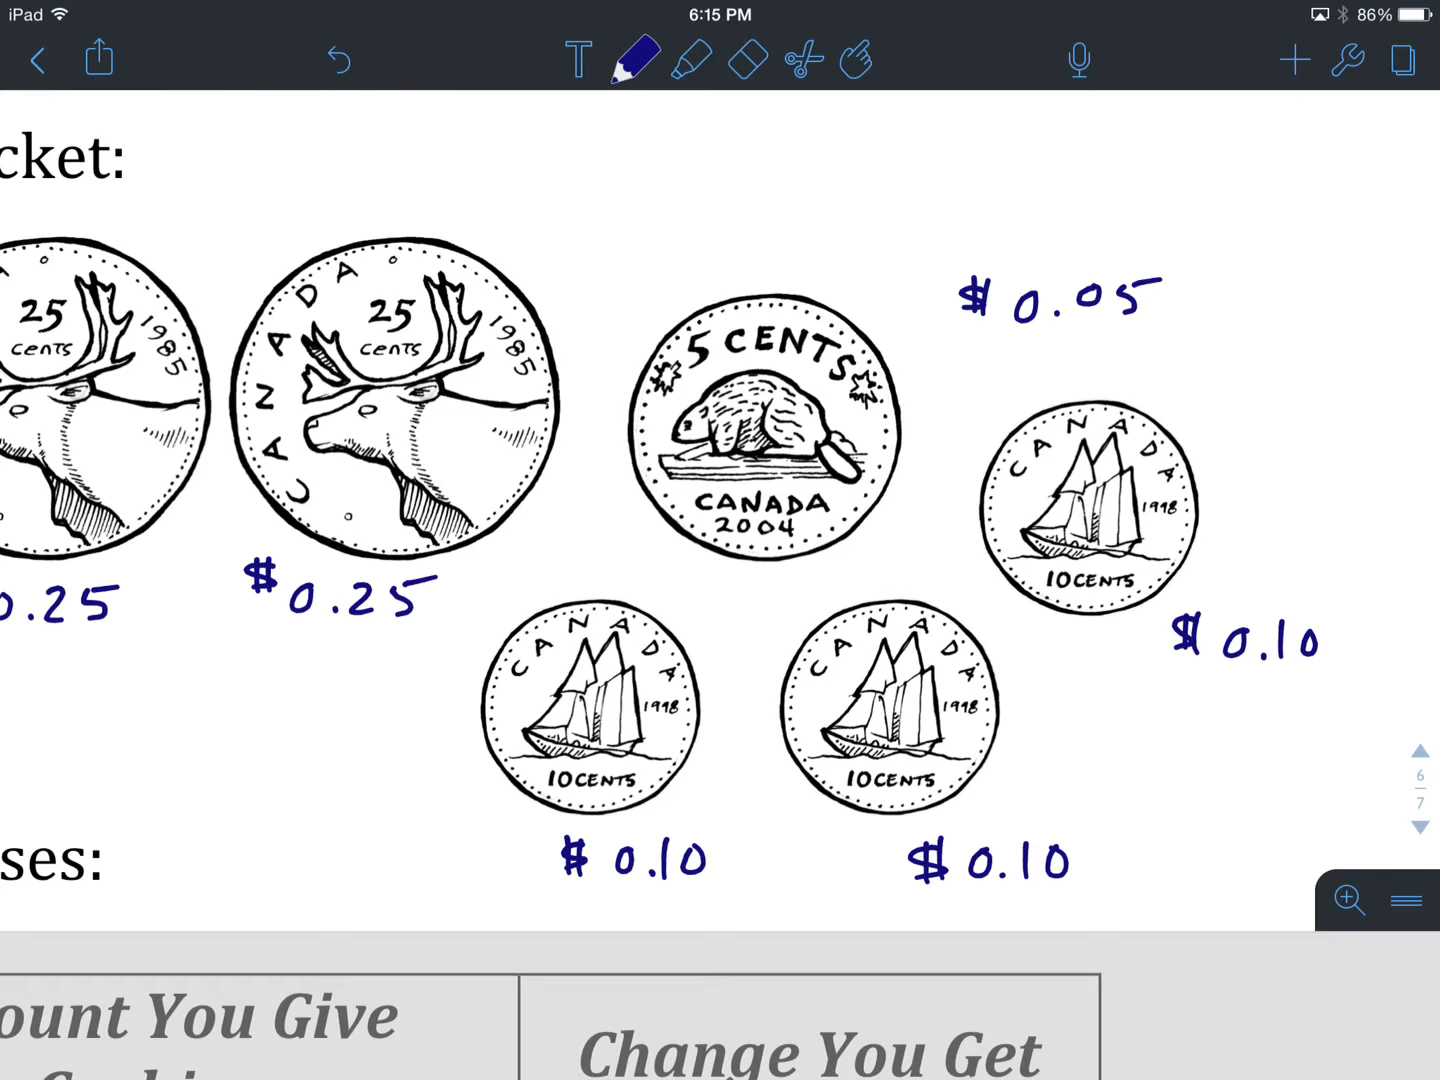 iPad 6:15 PM 86%
T
cket:
25 cents 1985
CANADA 25 cents 1985
5 CENTS CANADA 2004
$0.05
CANADA 1998 10 CENTS
0.25
$0.25
$0.10
CANADA 1998 10 CENTS
CANADA 1998 10 CENTS
6
7
$0.10
$0.10
ses:
ount You Give
Change You Get